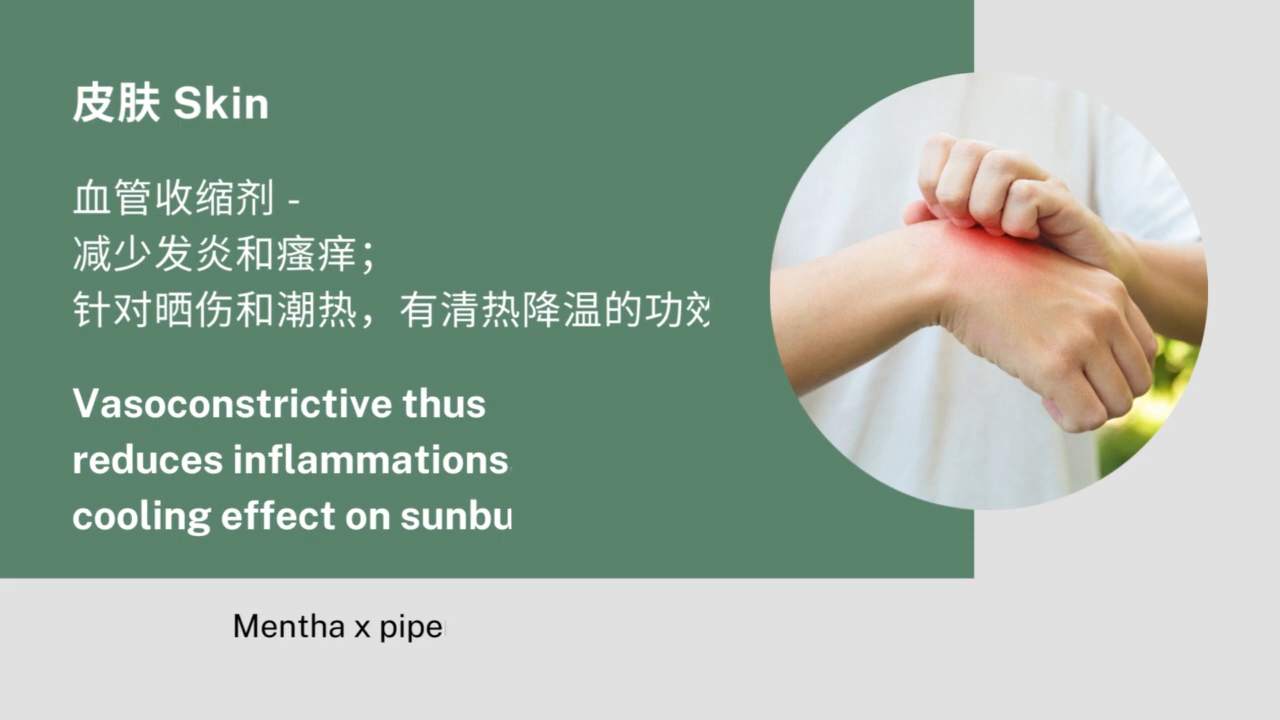 皮肤 Skin
血管收缩剂 -
减少发炎和瘙痒；
针对晒伤和潮热，有清热降温的功效
Vasoconstrictive thus
reduces inflammations
cooling effect on sunbu
Mentha x pipe